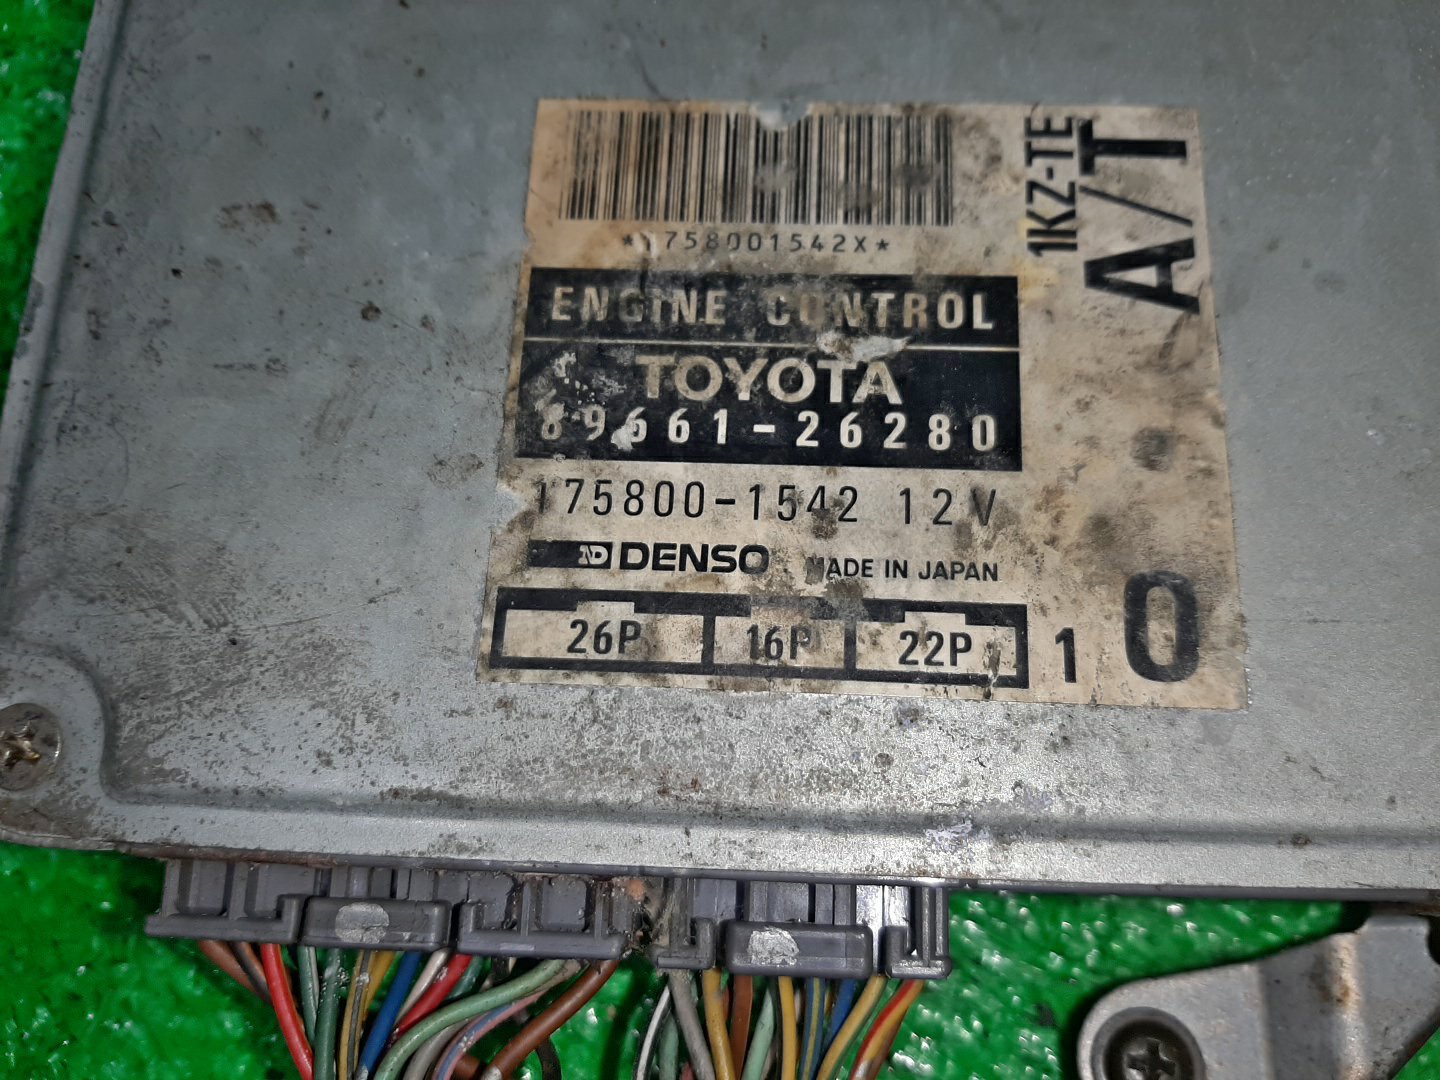 *1758001542X*
ENGINE CONTROL
TOYOTA
89661-26280
175800-1542 12V
ND DENSO MADE IN JAPAN
26P 16P 22P
1 0
1KZ-TE
A/T